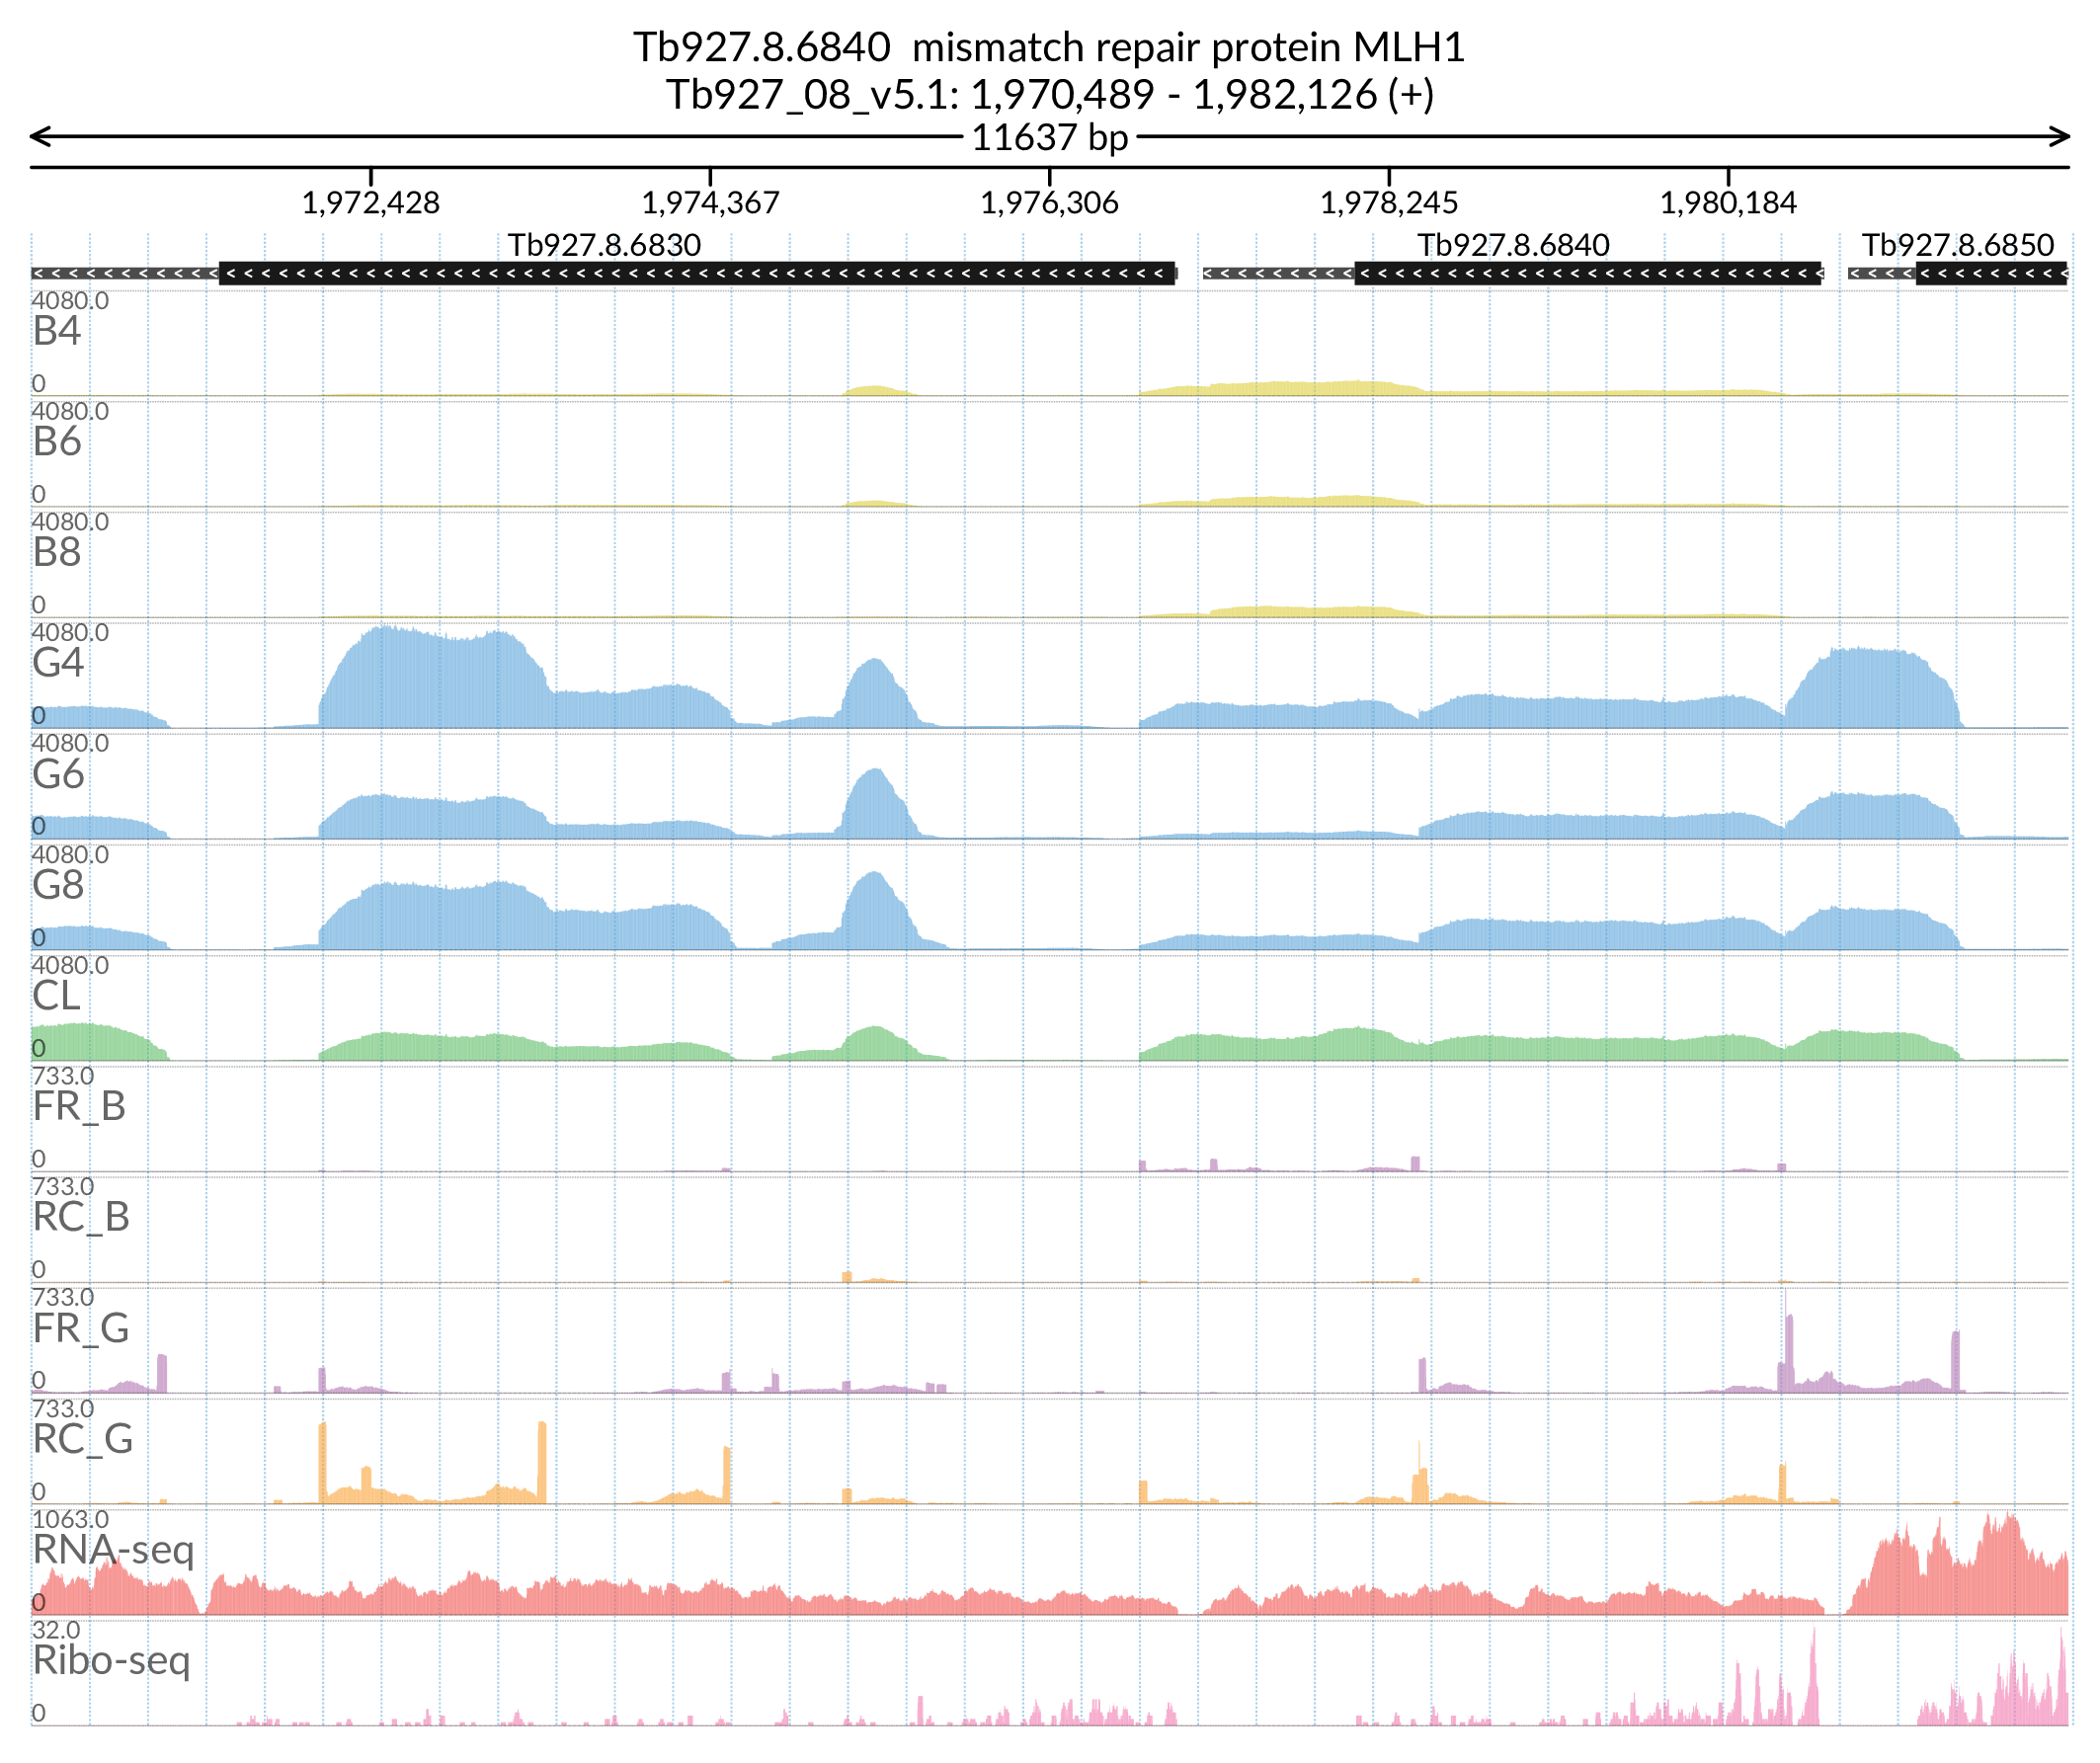 Tb927.8.6840 mismatch repair protein MLH1
Tb927_08_v5.1: 1,970,489 - 1,982,126 (+)
11637 bp
1,972,428 1,974,367 1,976,306 1,978,245 1,980,184
Tb927.8.6830 Tb927.8.6840 Tb927.8.6850
4080.0
B4
0
4080.0
B6
0
4080.0
B8
0
4080.0
G4
0
4080.0
G6
0
4080.0
G8
0
4080.0
CL
0
733.0
FR_B
0
733.0
RC_B
0
733.0
FR_G
0
733.0
RC_G
0
1063.0
RNA-seq
0
32.0
Ribo-seq
0